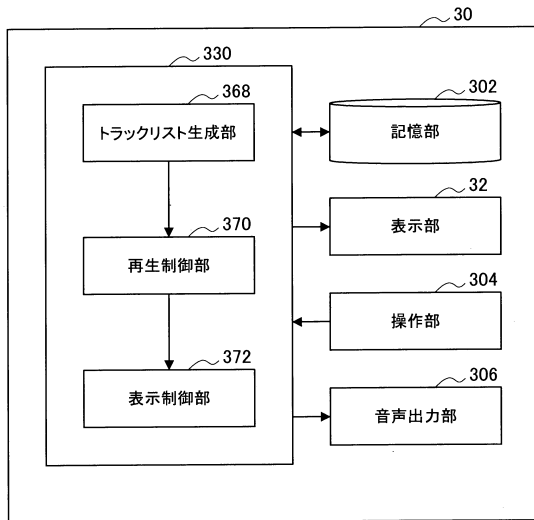 30
330
368
トラックリスト生成部
302
記憶部
32
表示部
370
再生制御部
304
操作部
372
表示制御部
306
音声出力部